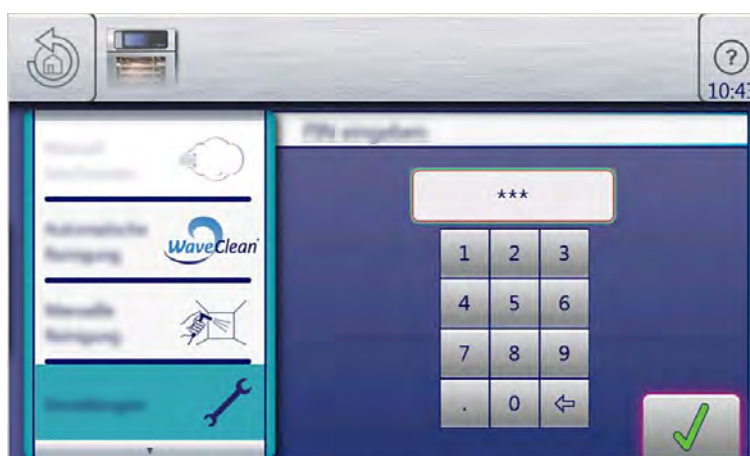 ?
10:43
PIN eingeben
Automatische
Reinigung
WaveClean
Manuelle
Reinigung
***
1 2 3
4 5 6
7 8 9
. 0